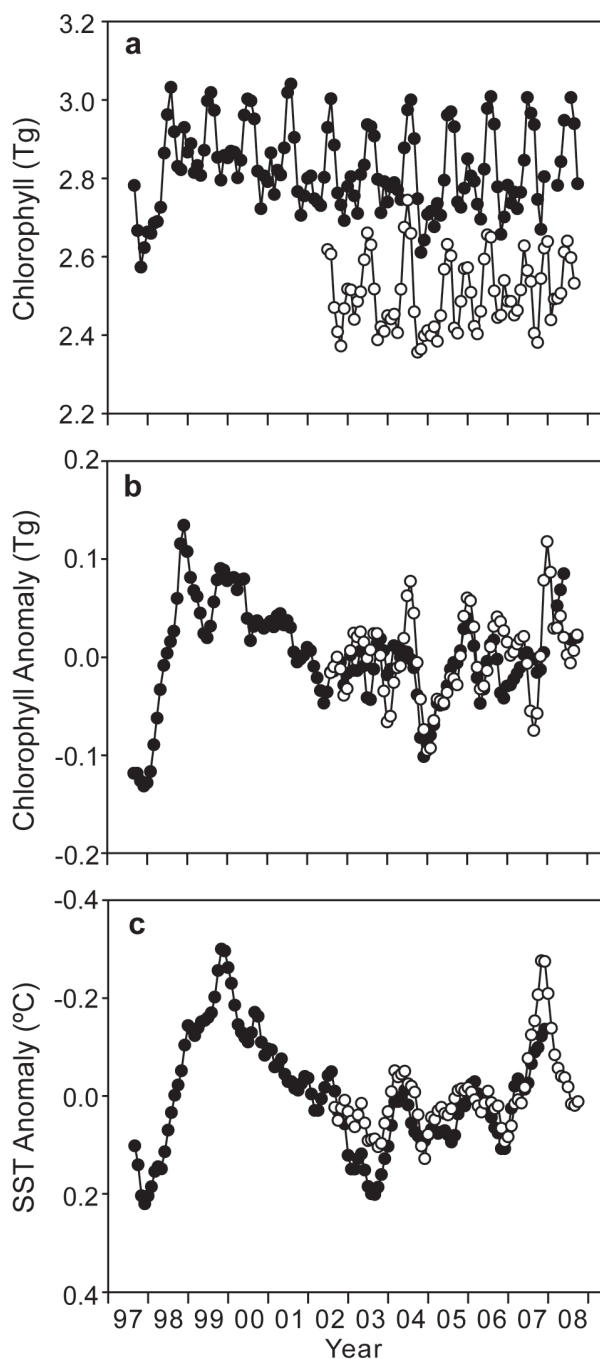 a
3.2
3.0
2.8
2.6
2.4
2.2
Chlorophyll (Tg)
b
0.2
0.1
0.0
-0.1
-0.2
Chlorophyll Anomaly (Tg)
c
-0.4
-0.2
0.0
0.2
0.4
SST Anomaly (ºC)
97 98 99 00 01 02 03 04 05 06 07 08
Year